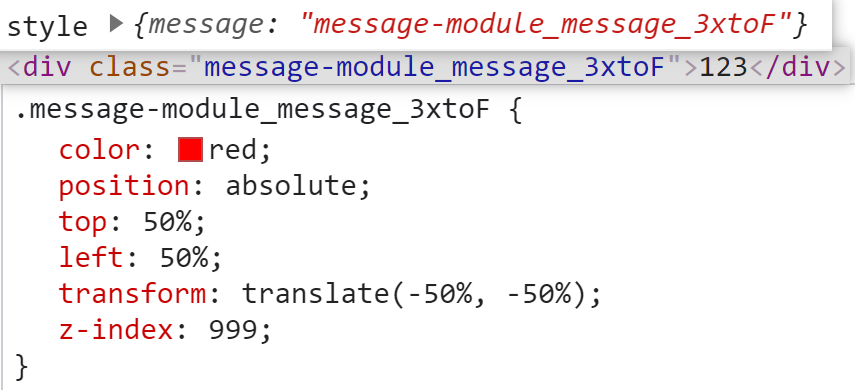 style ▶ {message: "message-module_message_3xtoF"}
<div class="message-module_message_3xtoF">123</div>
.message-module_message_3xtoF {
color: red;
position: absolute;
top: 50%;
left: 50%;
transform: translate(-50%, -50%);
z-index: 999;
}